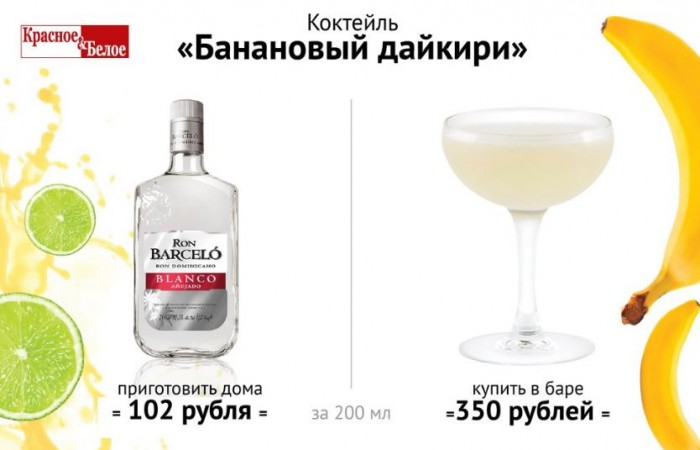 Красное&Белое
Коктейль
«Банановый дайкири»
RON
BARCELÓ
RON DOMINICANO
BLANCO
AÑEJADO
приготовить дома
= 102 рубля =
за 200 мл
купить в баре
=350 рублей=